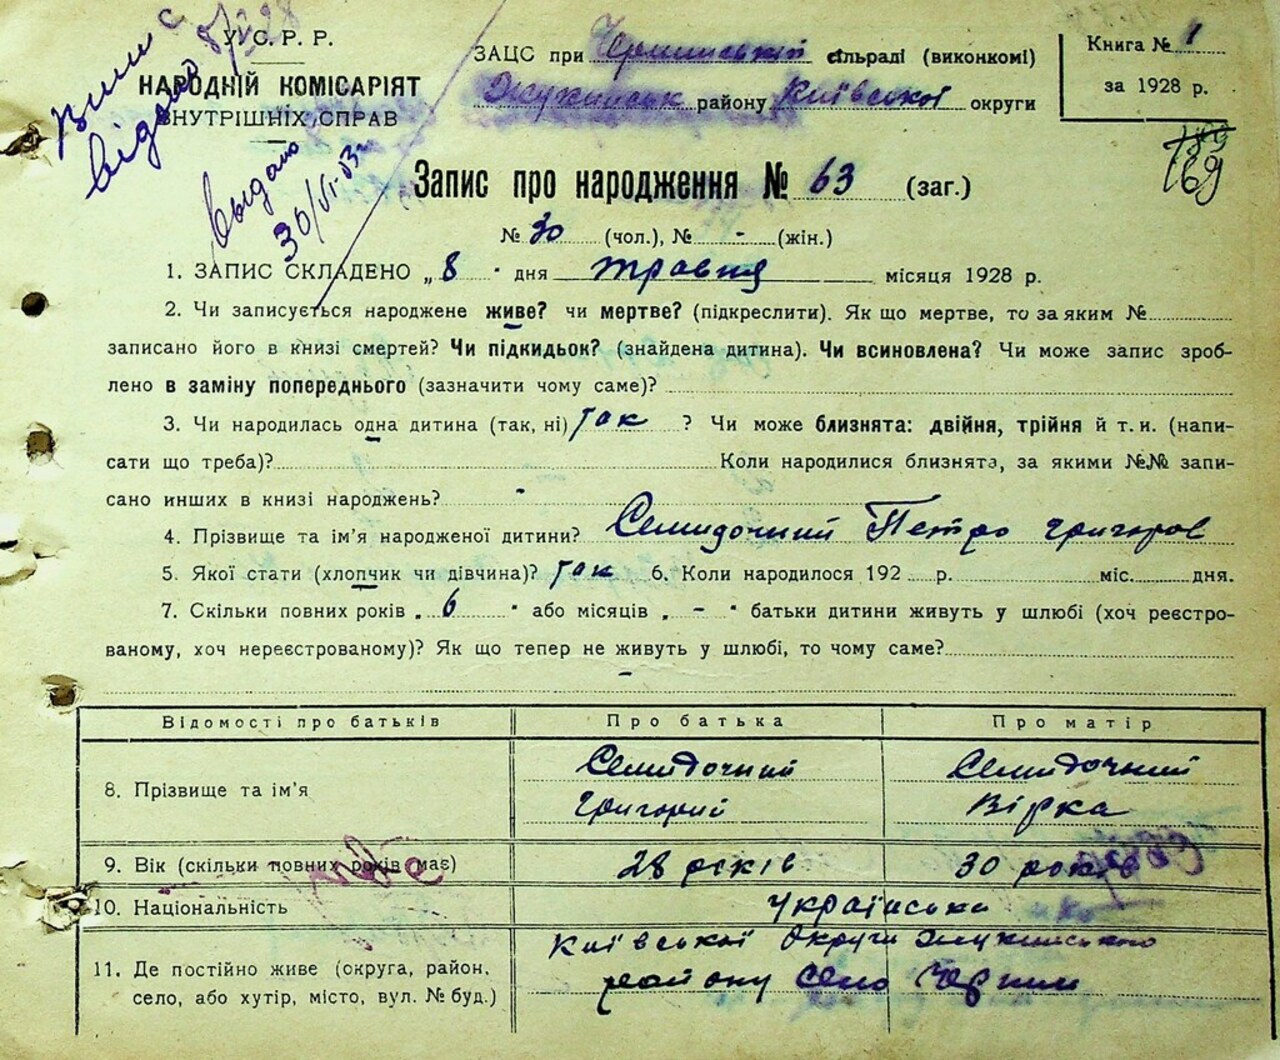 У. С. Р. Р.
НАРОДНІЙ КОМІСАРІЯТ
ВНУТРІШНІХ СПРАВ
Выдано
30/VI-53г
ЗАЦС при сільраді (виконкомі)
району Київської округи
Книга № 1
за 1928 р.
169
Запис про народження № 63 (заг.)
№ 30 (чол.), № - (жін.)
1. ЗАПИС СКЛАДЕНО „8" дня травня місяця 1928 р.
2. Чи записується народжене живе? чи мертве? (підкреслити). Як що мертве, то за яким №
записано його в книзі смертей? Чи підкидьок? (знайдена дитина). Чи всиновлена? Чи може запис зроб-
лено в заміну попереднього (зазначити чому саме)?
3. Чи народилась одна дитина (так, ні) так ? Чи може близнята: двійня, трійня й т. и. (напи-
сати що треба)? Коли народилися близнята, за якими №№ запи-
сано инших в книзі народжень? -
4. Прізвище та ім'я народженої дитини? Семидочний Петро Григоров
5. Якої стати (хлопчик чи дівчина)? так 6. Коли народилося 192 р. міс. дня.
7. Скільки повних років „6" або місяців „-" батьки дитини живуть у шлюбі (хоч реєстро-
ваному, хоч нереєстрованому)? Як що тепер не живуть у шлюбі, то чому саме?
-
Відомості про батьків Про батька Про матір
8. Прізвище та ім'я Семидочний Григорий Семидочний Вірка
9. Вік (скільки повних років має) 28 років 30 років
10. Національність Українська
11. Де постійно живе (округа, район, село, або хутір, місто, вул. № буд.) Київської Округи
району село Чернин